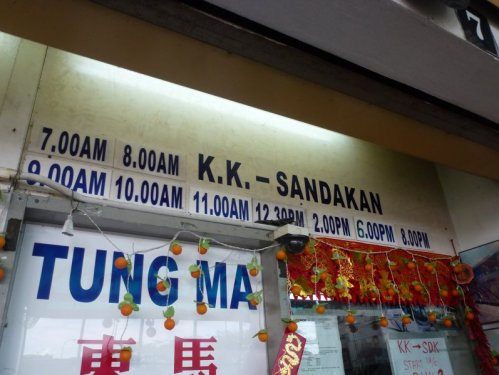 7
7.00AM 8.00AM K.K. – SANDAKAN
9.00AM 10.00AM 11.00AM 12.30PM 2.00PM 6.00PM 8.00PM
TUNG MA
東馬
KK → SDK